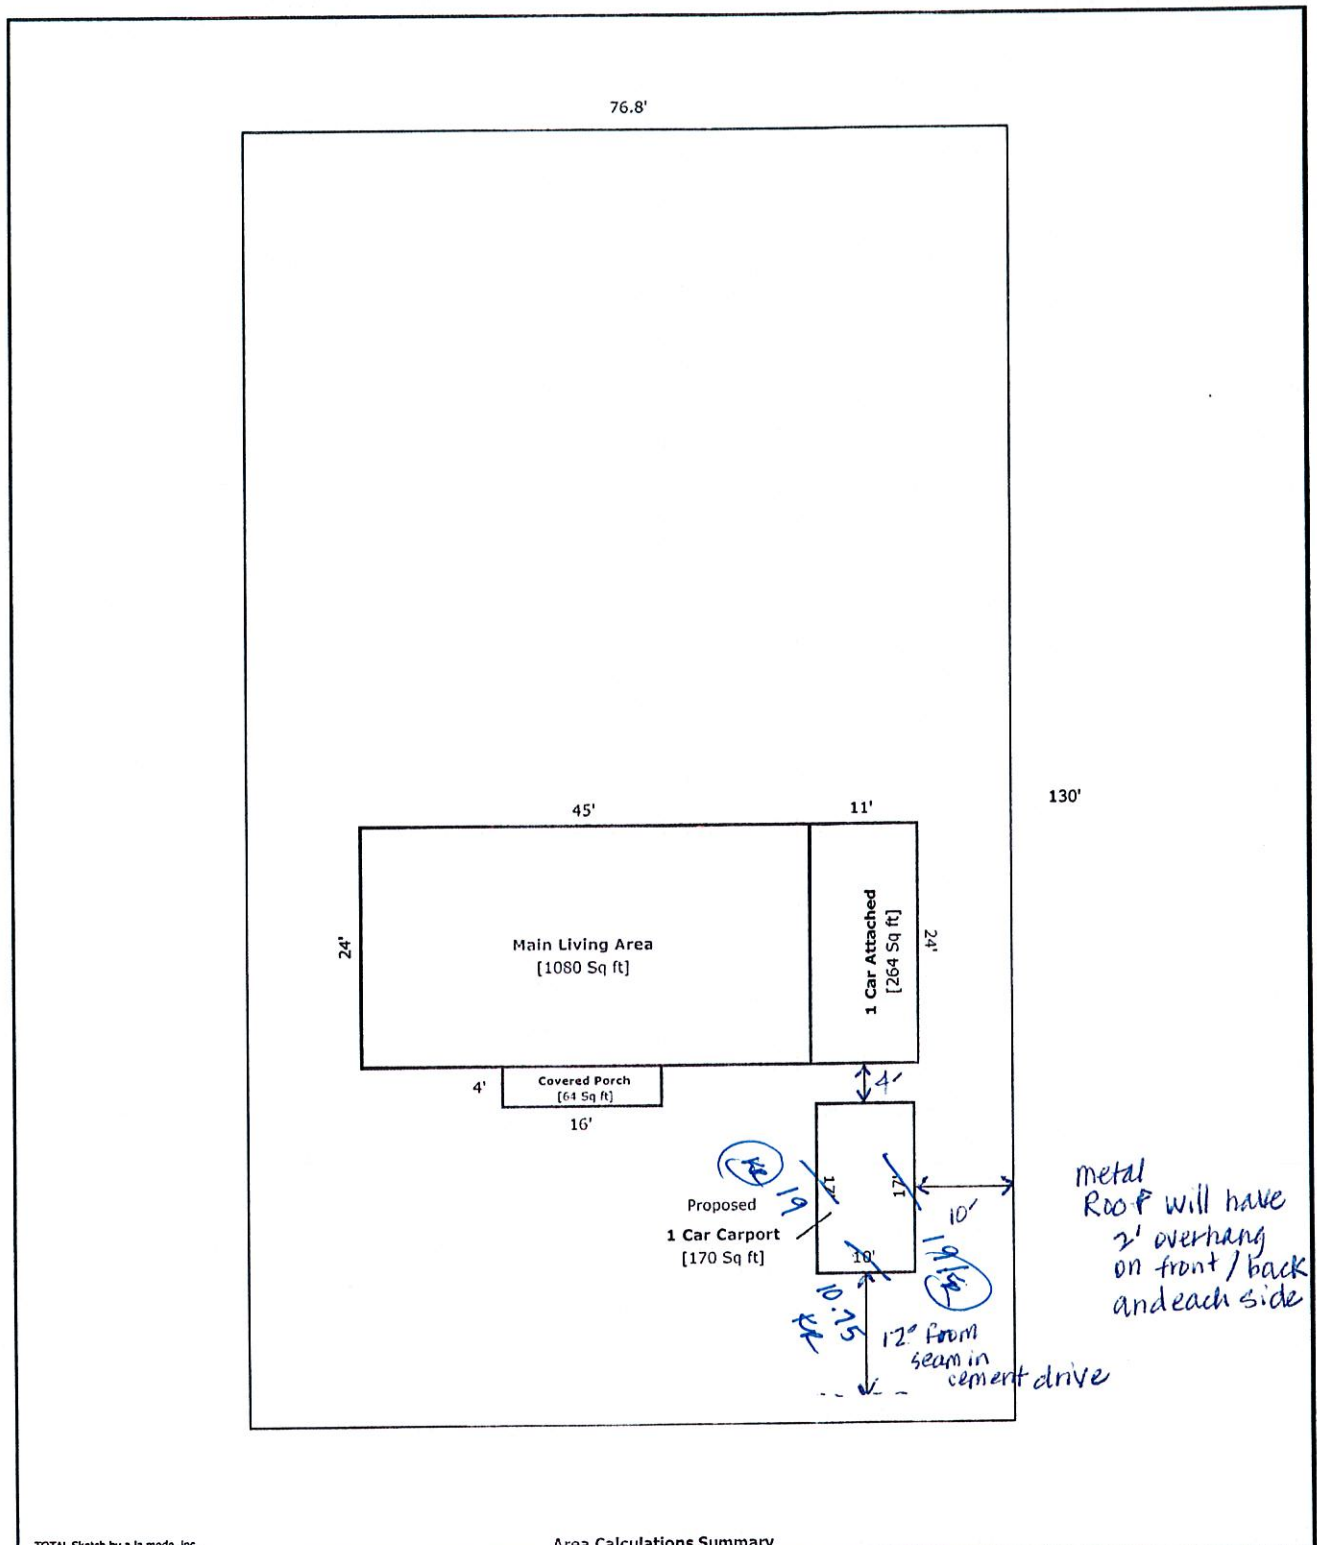 76.8'
130'
45'
11'
24'
Main Living Area
[1080 Sq ft]
1 Car Attached
[264 Sq ft]
24'
4'
Covered Porch
[64 Sq ft]
16'
4'
KR 19
17'
17'
10'
Proposed
1 Car Carport
[170 Sq ft]
10'
19 KR
10.75
KR
metal
Roof will have
2' overhang
on front / back
and each side
from
seam in
cement drive
TOTAL Sketch by a la mode, inc
Area Calculations Summary